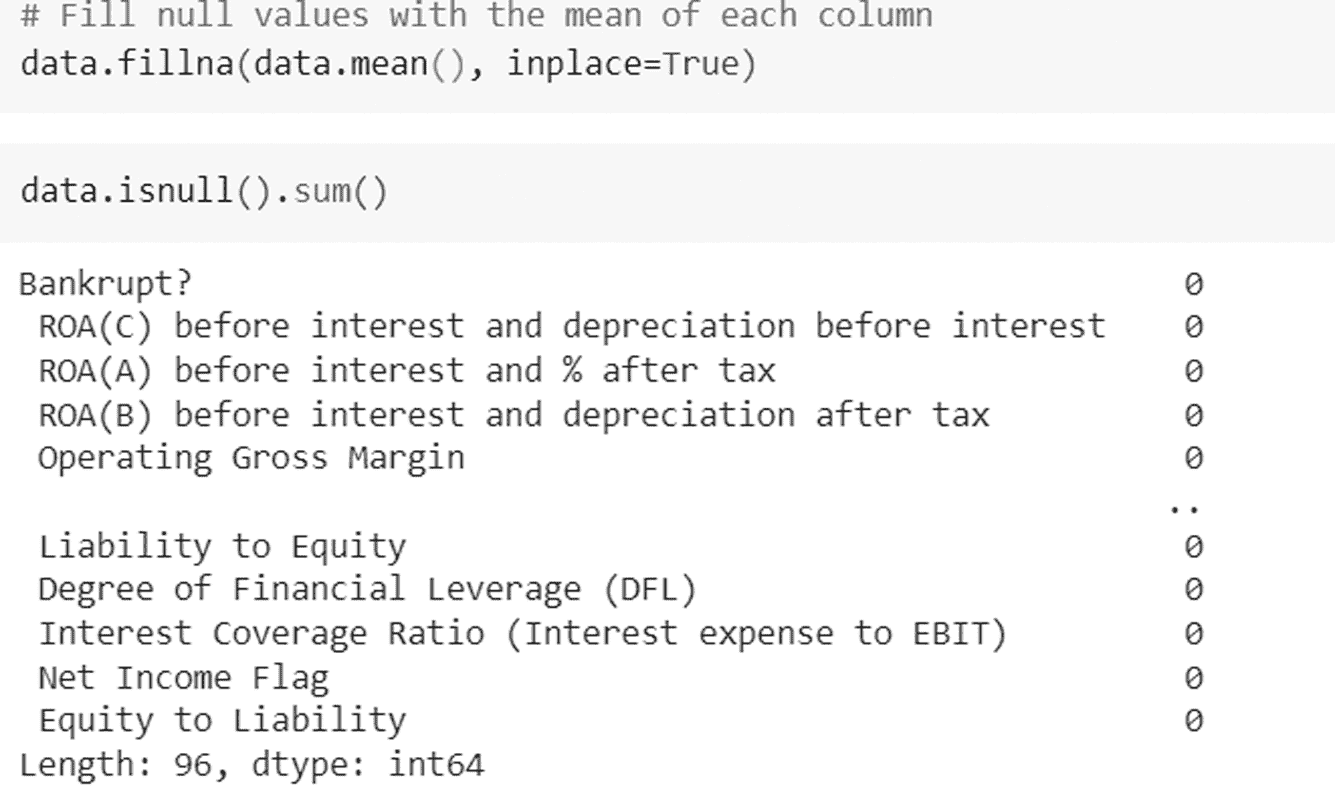 # Fill null values with the mean of each column
data.fillna(data.mean(), inplace=True)
data.isnull().sum()
Bankrupt? 0
ROA(C) before interest and depreciation before interest 0
ROA(A) before interest and % after tax 0
ROA(B) before interest and depreciation after tax 0
Operating Gross Margin 0
..
Liability to Equity 0
Degree of Financial Leverage (DFL) 0
Interest Coverage Ratio (Interest expense to EBIT) 0
Net Income Flag 0
Equity to Liability 0
Length: 96, dtype: int64